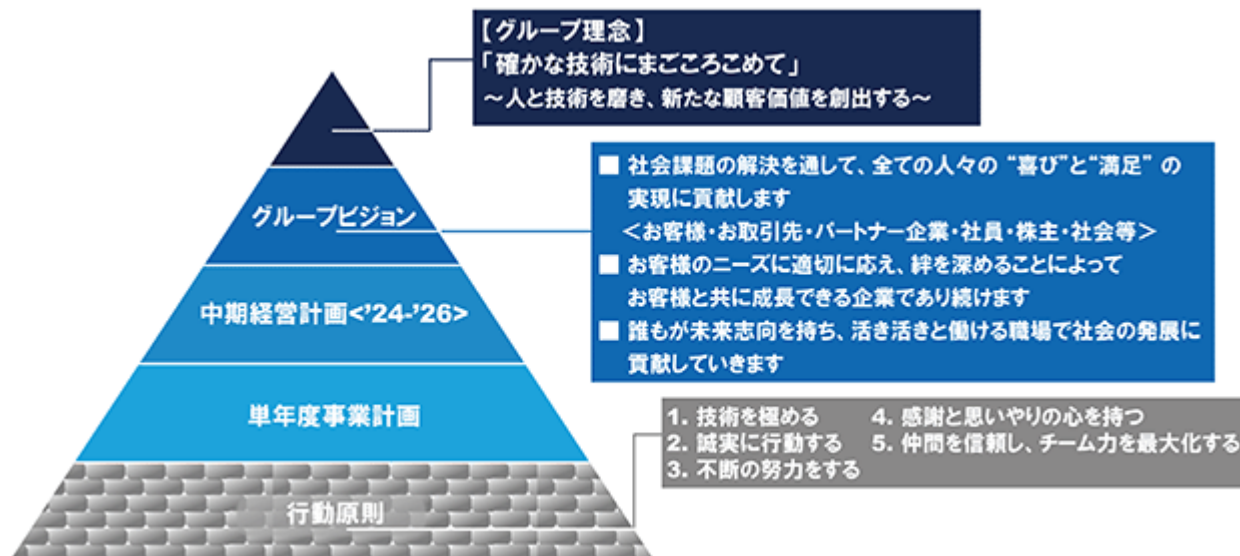 【グループ理念】
「確かな技術にまごころこめて」
～人と技術を磨き、新たな顧客価値を創出する～
グループビジョン
■ 社会課題の解決を通して、全ての人々の “喜び”と“満足” の
実現に貢献します
＜お客様・お取引先・パートナー企業・社員・株主・社会等＞
■ お客様のニーズに適切に応え、絆を深めることによって
お客様と共に成長できる企業であり続けます
■ 誰もが未来志向を持ち、活き活きと働ける職場で社会の発展に
貢献していきます
中期経営計画<’24-’26>
単年度事業計画
行動原則
1. 技術を極める
2. 誠実に行動する
3. 不断の努力をする
4. 感謝と思いやりの心を持つ
5. 仲間を信頼し、チーム力を最大化する